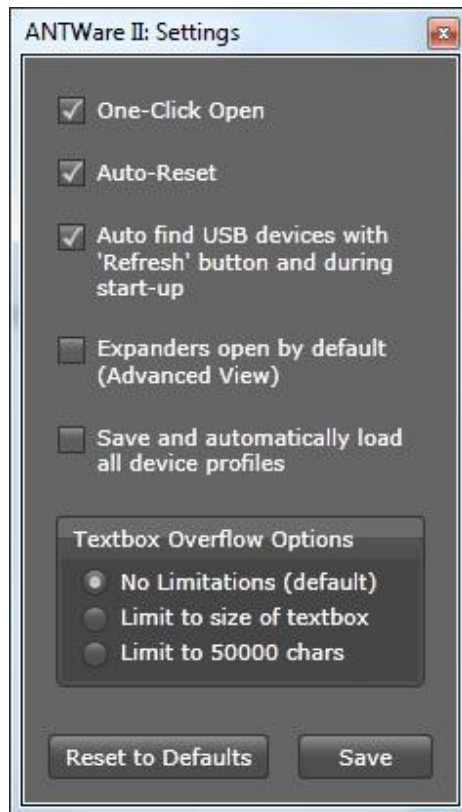 ANTWare II: Settings
One-Click Open
Auto-Reset
Auto find USB devices with
'Refresh' button and during
start-up
Expanders open by default
(Advanced View)
Save and automatically load
all device profiles
Textbox Overflow Options
No Limitations (default)
Limit to size of textbox
Limit to 50000 chars
Reset to Defaults
Save